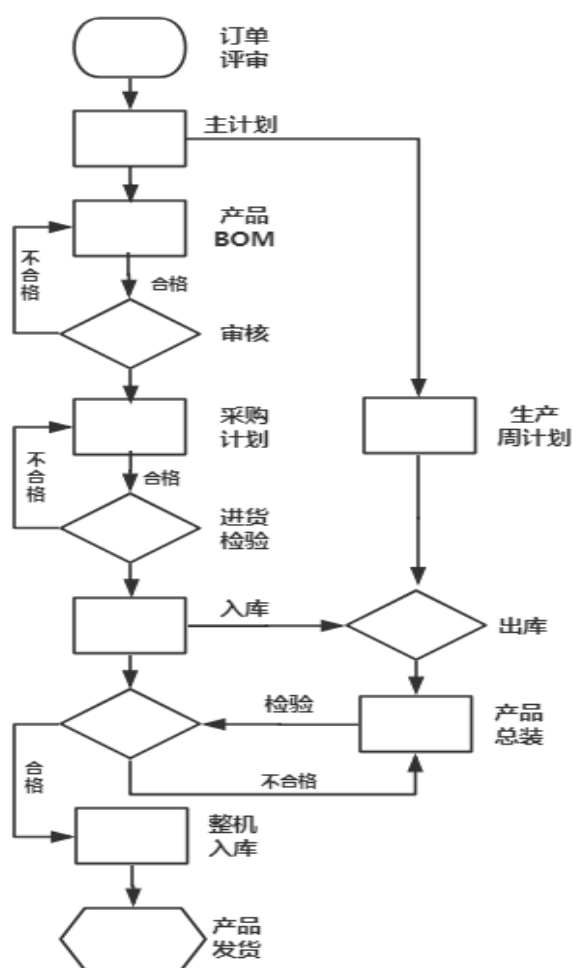 订单
评审
主计划
产品
BOM
不合格
合格
审核
采购
计划
生产
周计划
不合格
合格
进货
检验
入库
出库
检验
产品
总装
合格
不合格
整机
入库
产品
发货